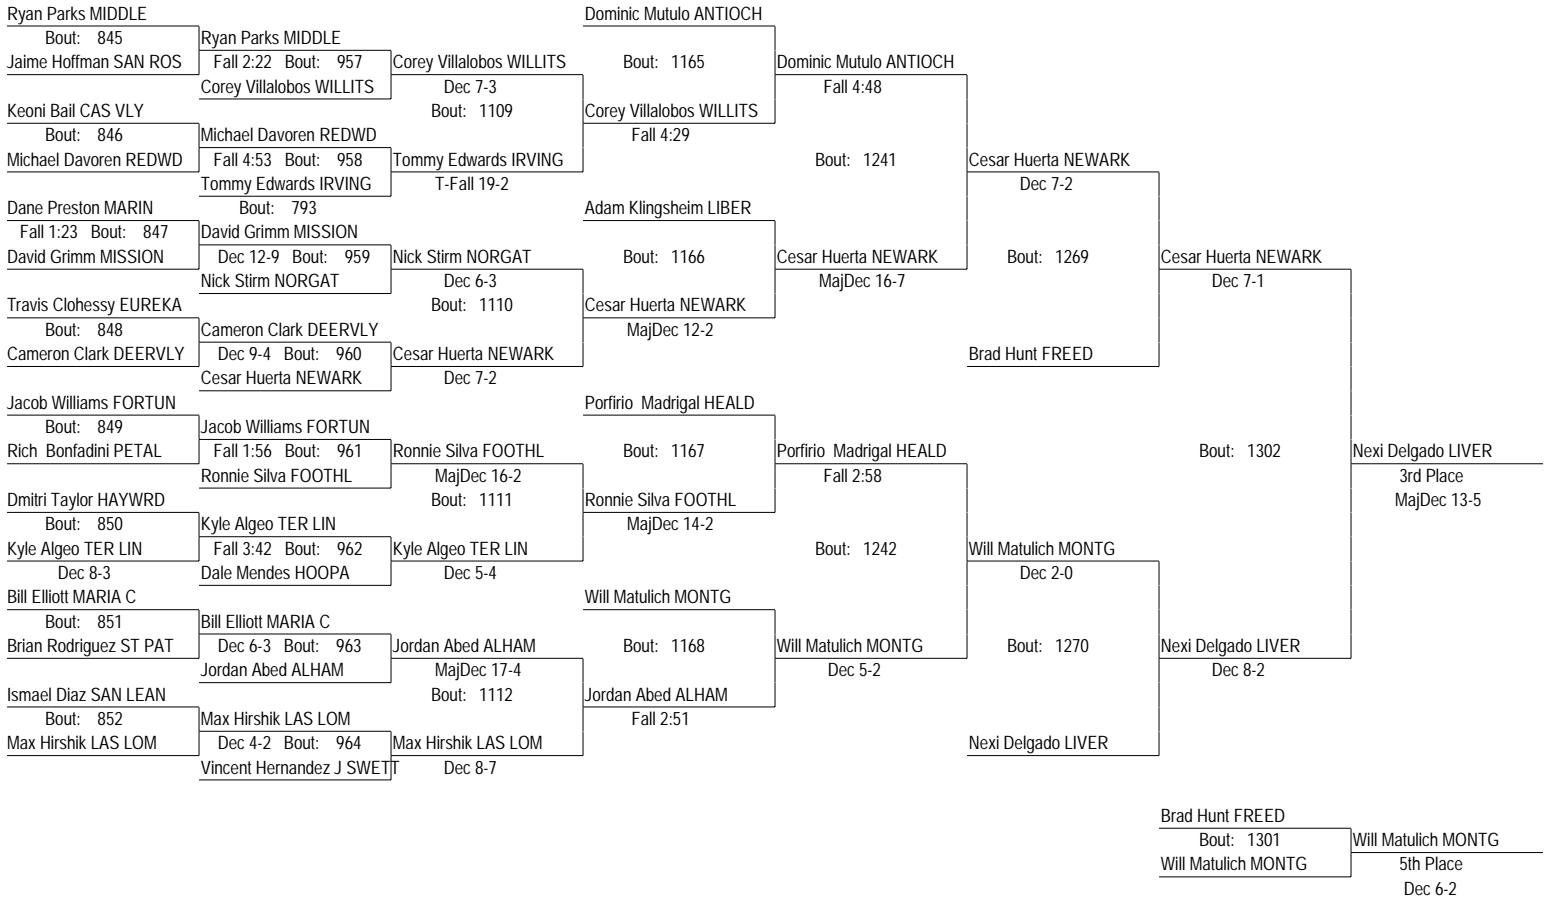 Ryan Parks MIDDLE
Dominic Mutulo ANTIOCH
Bout: 845
Ryan Parks MIDDLE
Jaime Hoffman SAN ROS
Fall 2:22 Bout: 957
Corey Villalobos WILLITS
Bout: 1165
Dominic Mutulo ANTIOCH
Corey Villalobos WILLITS
Dec 7-3
Fall 4:48
Keoni Bail CAS VLY
Bout: 1109
Corey Villalobos WILLITS
Bout: 846
Michael Davoren REDWD
Fall 4:29
Michael Davoren REDWD
Fall 4:53 Bout: 958
Tommy Edwards IRVING
Bout: 1241
Cesar Huerta NEWARK
Tommy Edwards IRVING
T-Fall 19-2
Dec 7-2
Dane Preston MARIN
Bout: 793
Adam Klingsheim LIBER
Fall 1:23 Bout: 847
David Grimm MISSION
David Grimm MISSION
Dec 12-9 Bout: 959
Nick Stirm NORGAT
Bout: 1166
Cesar Huerta NEWARK
Bout: 1269
Cesar Huerta NEWARK
Nick Stirm NORGAT
Dec 6-3
MajDec 16-7
Dec 7-1
Travis Clohessy EUREKA
Bout: 1110
Cesar Huerta NEWARK
Bout: 848
Cameron Clark DEERVLY
MajDec 12-2
Cameron Clark DEERVLY
Dec 9-4 Bout: 960
Cesar Huerta NEWARK
Brad Hunt FREED
Cesar Huerta NEWARK
Dec 7-2
Jacob Williams FORTUN
Porfirio Madrigal HEALD
Bout: 849
Jacob Williams FORTUN
Rich Bonfadini PETAL
Fall 1:56 Bout: 961
Ronnie Silva FOOTHL
Bout: 1167
Porfirio Madrigal HEALD
Bout: 1302
Nexi Delgado LIVER
Ronnie Silva FOOTHL
MajDec 16-2
Fall 2:58
3rd Place
Dmitri Taylor HAYWRD
Bout: 1111
Ronnie Silva FOOTHL
MajDec 13-5
Bout: 850
Kyle Algeo TER LIN
MajDec 14-2
Kyle Algeo TER LIN
Fall 3:42 Bout: 962
Kyle Algeo TER LIN
Bout: 1242
Will Matulich MONTG
Dec 8-3
Dale Mendes HOOPA
Dec 5-4
Dec 2-0
Bill Elliott MARIA C
Will Matulich MONTG
Bout: 851
Bill Elliott MARIA C
Brian Rodriguez ST PAT
Dec 6-3 Bout: 963
Jordan Abed ALHAM
Bout: 1168
Will Matulich MONTG
Bout: 1270
Nexi Delgado LIVER
Jordan Abed ALHAM
MajDec 17-4
Dec 5-2
Dec 8-2
Ismael Diaz SAN LEAN
Bout: 1112
Jordan Abed ALHAM
Bout: 852
Max Hirshik LAS LOM
Fall 2:51
Max Hirshik LAS LOM
Dec 4-2 Bout: 964
Max Hirshik LAS LOM
Nexi Delgado LIVER
Vincent Hernandez J SWETT
Dec 8-7
Brad Hunt FREED
Bout: 1301
Will Matulich MONTG
Will Matulich MONTG
5th Place
Dec 6-2